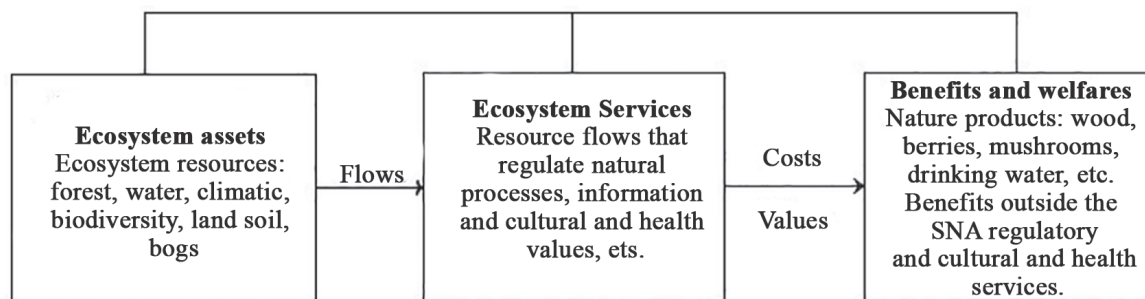 Ecosystem assets
Ecosystem resources:
forest, water, climatic,
biodiversity, land soil,
bogs
Flows
Ecosystem Services
Resource flows that
regulate natural
processes, information
and cultural and health
values, ets.
Costs
Values
Benefits and welfares
Nature products: wood,
berries, mushrooms,
drinking water, etc.
Benefits outside the
SNA regulatory
and cultural and health
services.